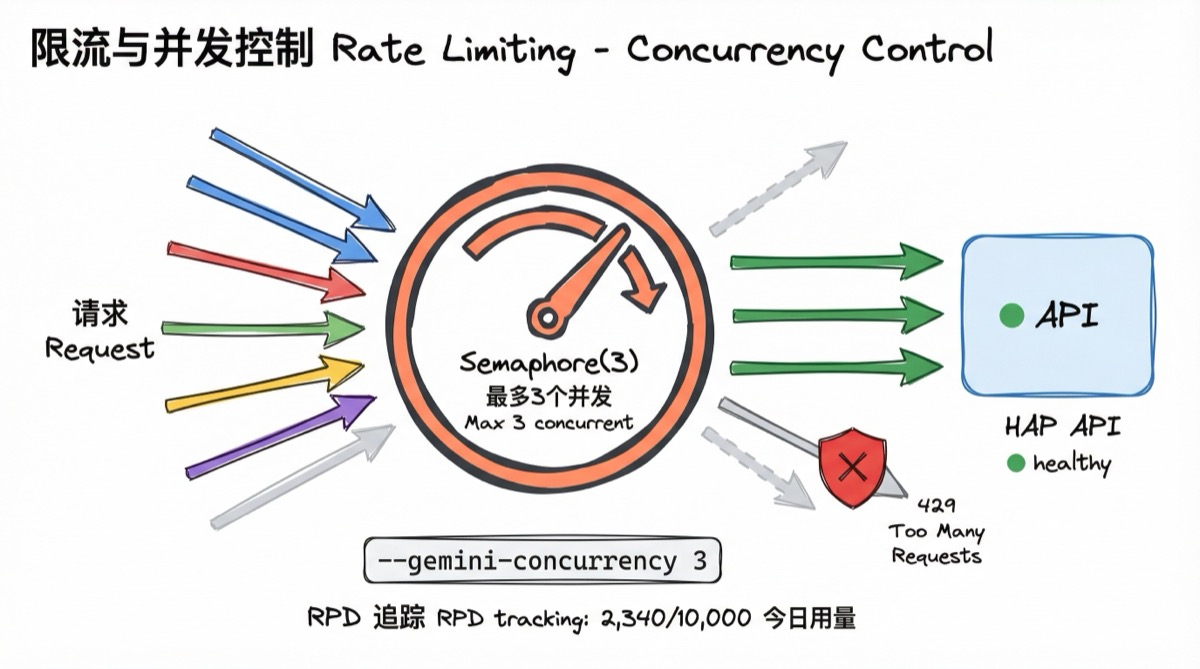 限流与并发控制 Rate Limiting - Concurrency Control
请求
Request
Semaphore(3)
最多3个并发
Max 3 concurrent
API
HAP API
healthy
429
Too Many
Requests
--gemini-concurrency 3
RPD 追踪 RPD tracking: 2,340/10,000 今日用量